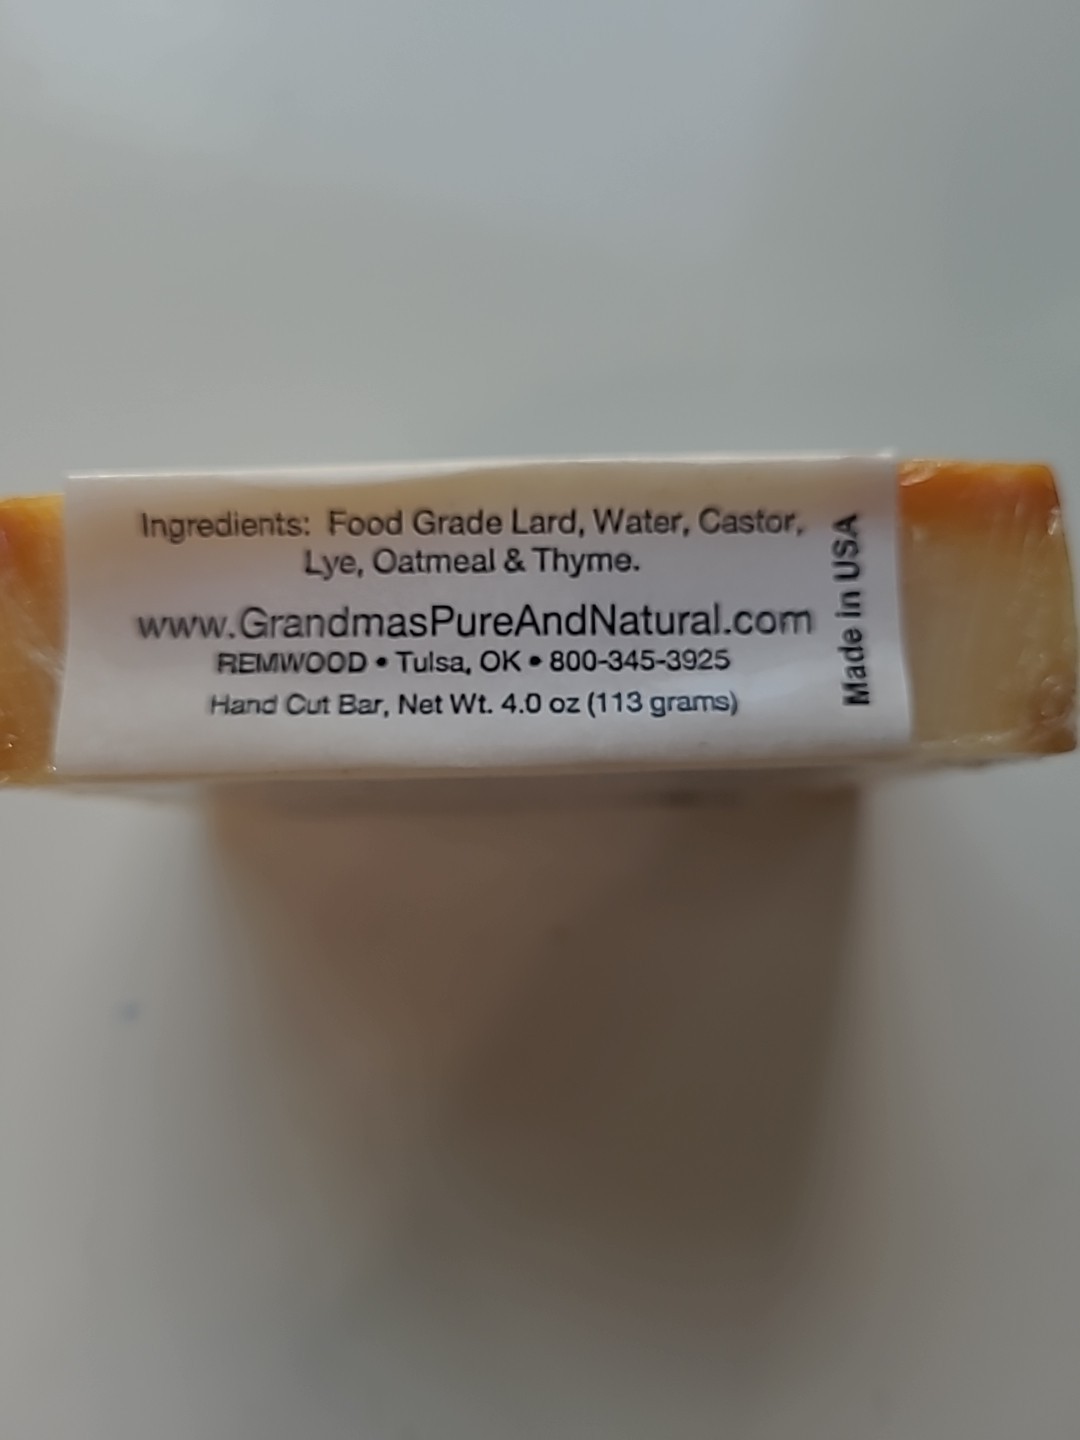 Ingredients: Food Grade Lard, Water, Castor,
Lye, Oatmeal & Thyme.
www.GrandmasPureAndNatural.com
REMWOOD • Tulsa, OK • 800-345-3925
Hand Cut Bar, Net Wt. 4.0 oz (113 grams)
Made in USA